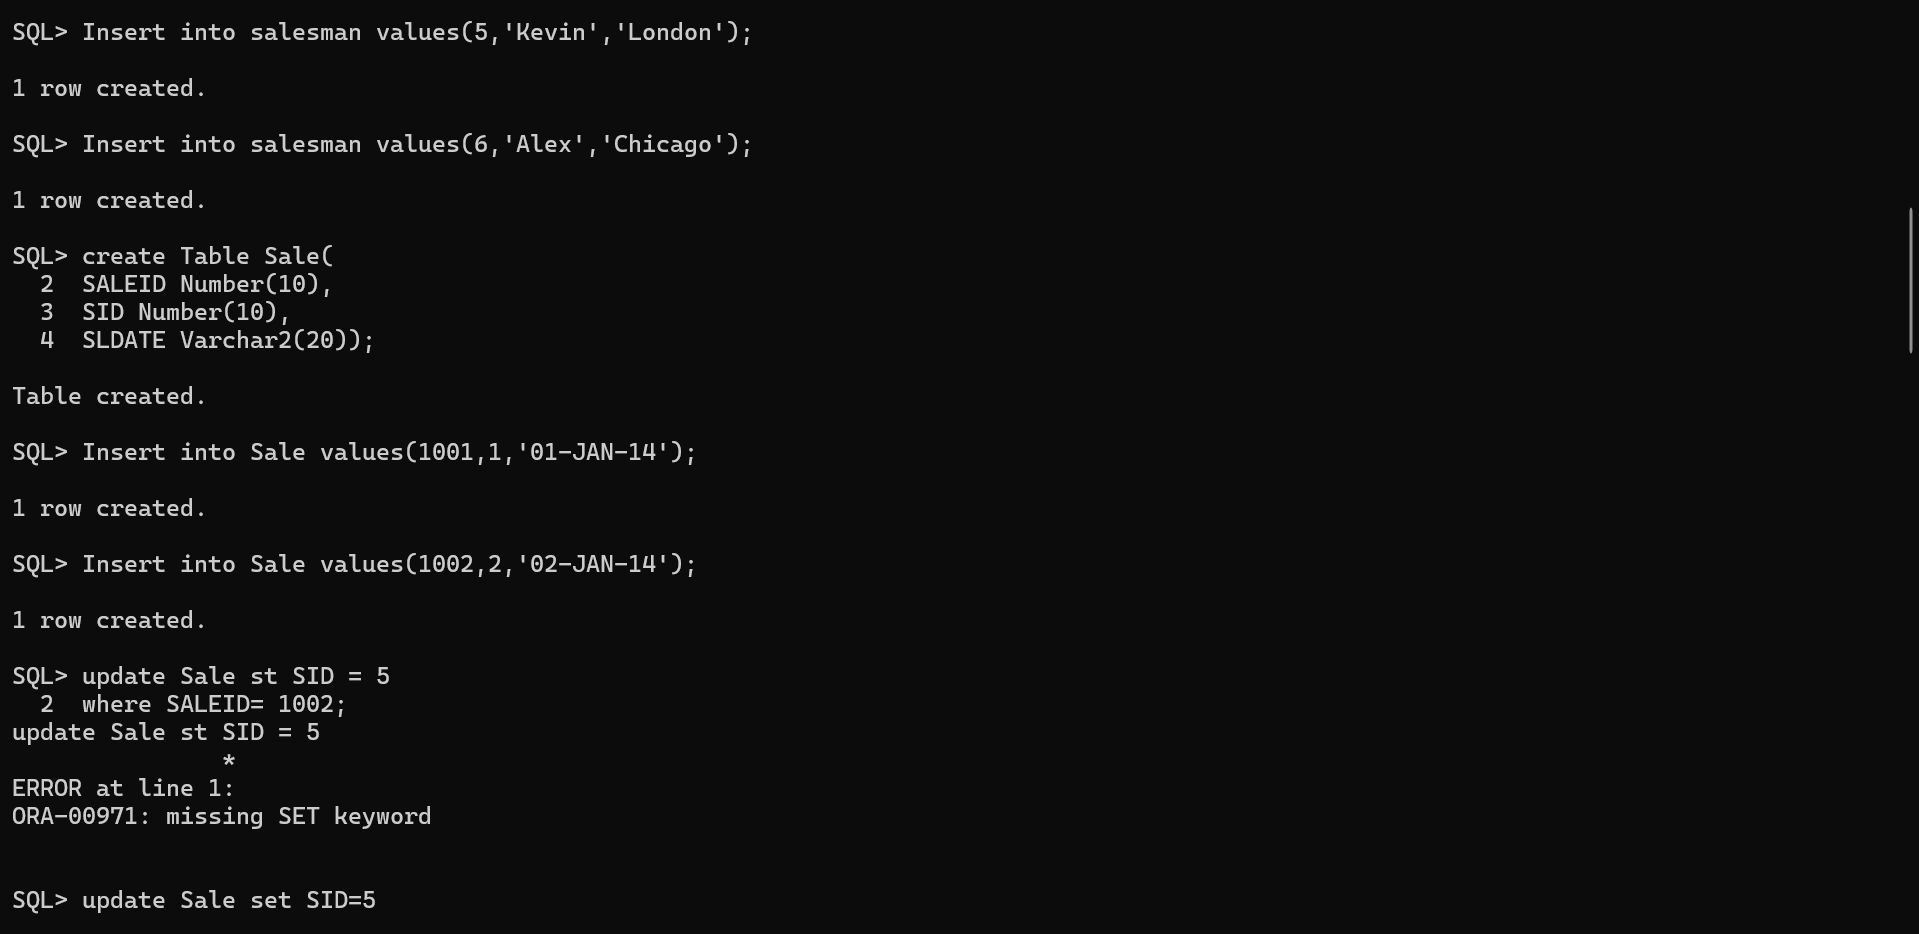 SQL> Insert into salesman values(5,'Kevin','London');
1 row created.
SQL> Insert into salesman values(6,'Alex','Chicago');
1 row created.
SQL> create Table Sale(
  2  SALEID Number(10),
  3  SID Number(10),
  4  SLDATE Varchar2(20));
Table created.
SQL> Insert into Sale values(1001,1,'01-JAN-14');
1 row created.
SQL> Insert into Sale values(1002,2,'02-JAN-14');
1 row created.
SQL> update Sale st SID = 5
  2  where SALEID= 1002;
update Sale st SID = 5
               *
ERROR at line 1:
ORA-00971: missing SET keyword
SQL> update Sale set SID=5